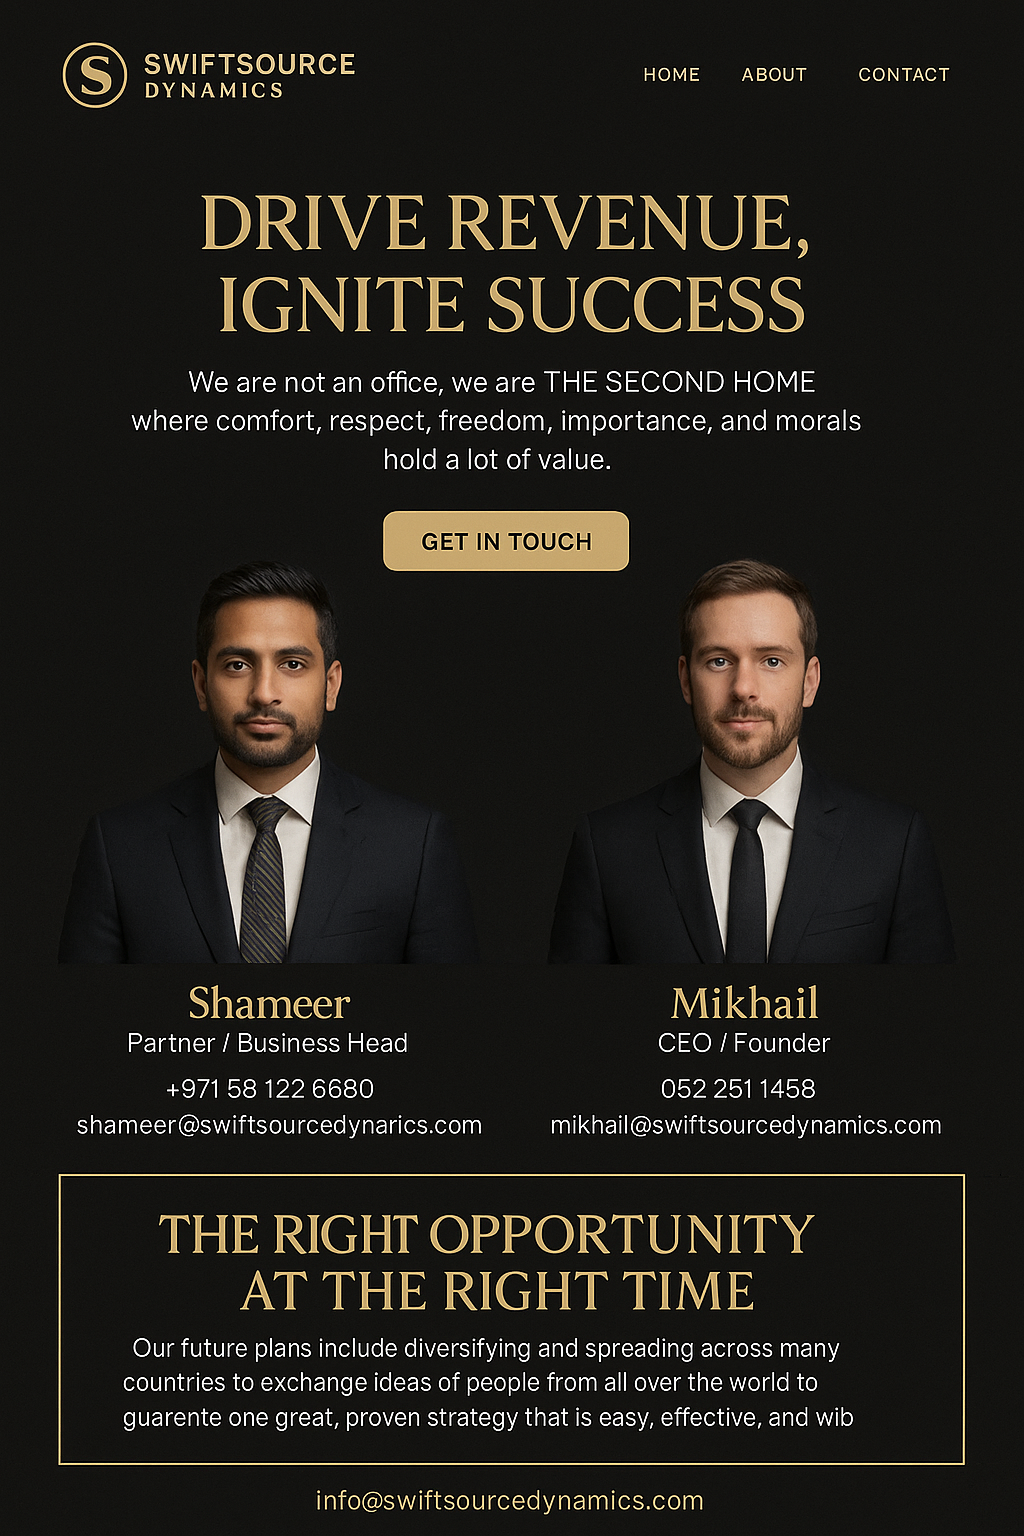 SWIFTSOURCE
DYNAMICS
HOME ABOUT CONTACT
DRIVE REVENUE,
IGNITE SUCCESS
We are not an office, we are THE SECOND HOME
where comfort, respect, freedom, importance, and morals
hold a lot of value.
GET IN TOUCH
Shameer
Partner / Business Head
+971 58 122 6680
shameer@swiftsourcedynarics.com
Mikhail
CEO / Founder
052 251 1458
mikhail@swiftsourcedynamics.com
THE RIGHT OPPORTUNITY
AT THE RIGHT TIME
Our future plans include diversifying and spreading across many
countries to exchange ideas of people from all over the world to
guarente one great, proven strategy that is easy, effective, and wib
info@swiftsourcedynamics.com